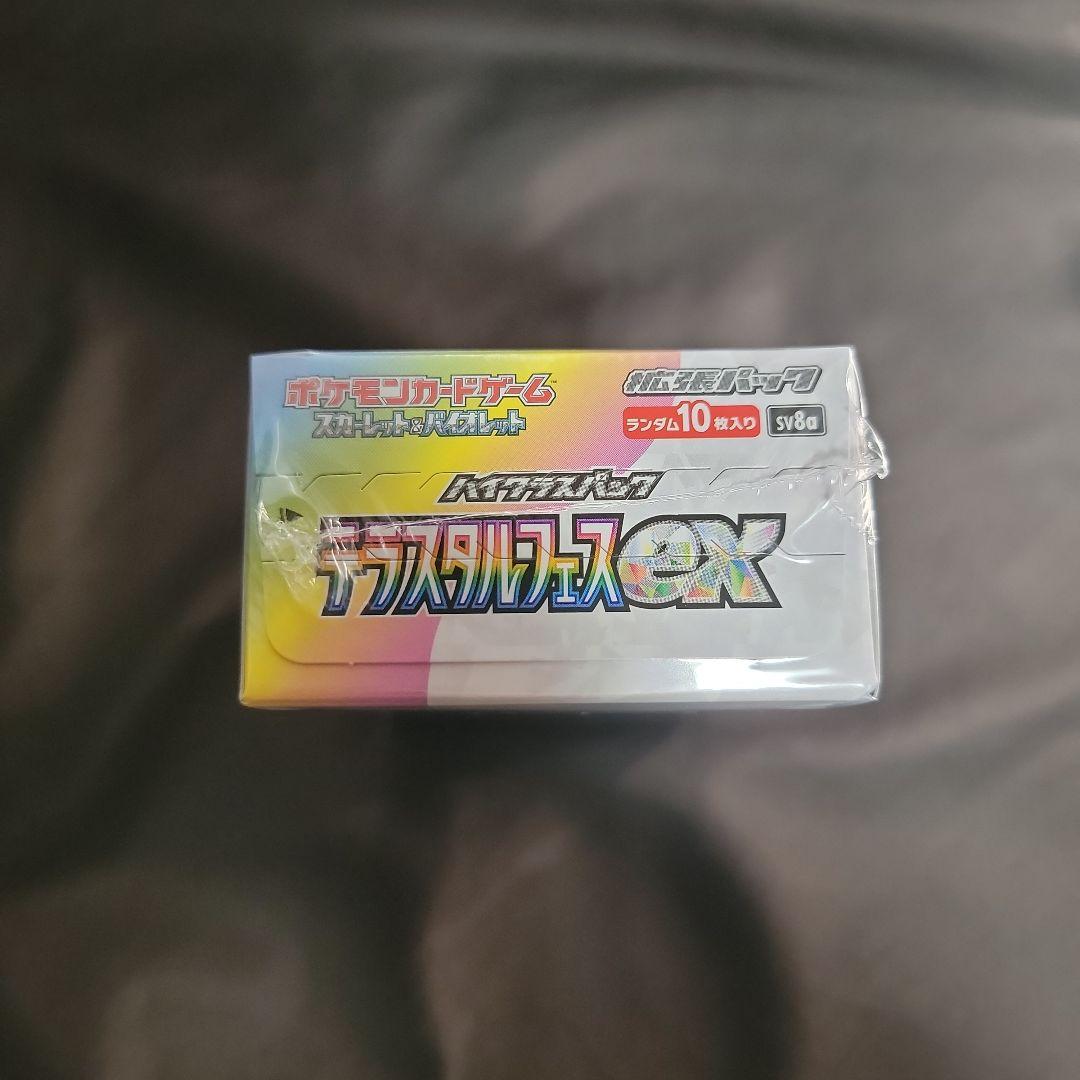 ポケモンカードゲーム™
スカーレット&バイオレット
拡張パック
ランダム10枚入り SV8a
ハイクラスパック
テラスタルフェスex